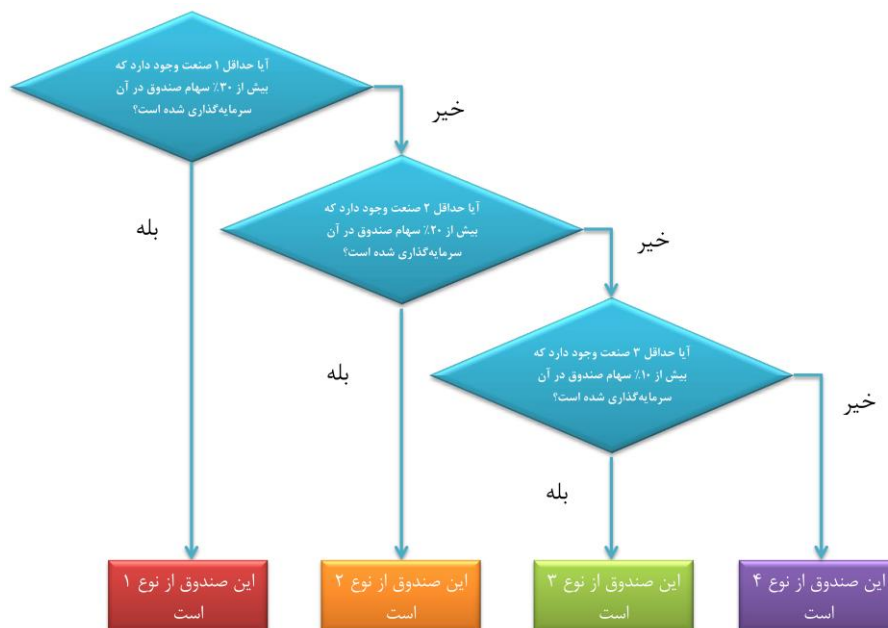 آیا حداقل ۱ صنعت وجود دارد که
بیش از ۳۰٪ سهام صندوق در آن
سرمایه‌گذاری شده است؟
خیر
بله
آیا حداقل ۲ صنعت وجود دارد که
بیش از ۲۰٪ سهام صندوق در آن
سرمایه‌گذاری شده است؟
خیر
بله
آیا حداقل ۳ صنعت وجود دارد که
بیش از ۱۰٪ سهام صندوق در آن
سرمایه‌گذاری شده است؟
خیر
بله
این صندوق از نوع ۱
است
این صندوق از نوع ۲
است
این صندوق از نوع ۳
است
این صندوق از نوع ۴
است